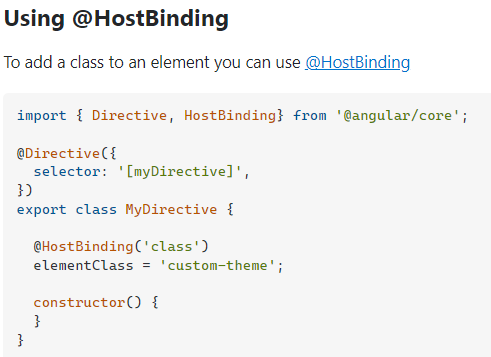 Using @HostBinding
To add a class to an element you can use @HostBinding
import { Directive, HostBinding} from '@angular/core';
@Directive({
  selector: '[myDirective]',
})
export class MyDirective {
  @HostBinding('class')
  elementClass = 'custom-theme';
  constructor() {
  }
}